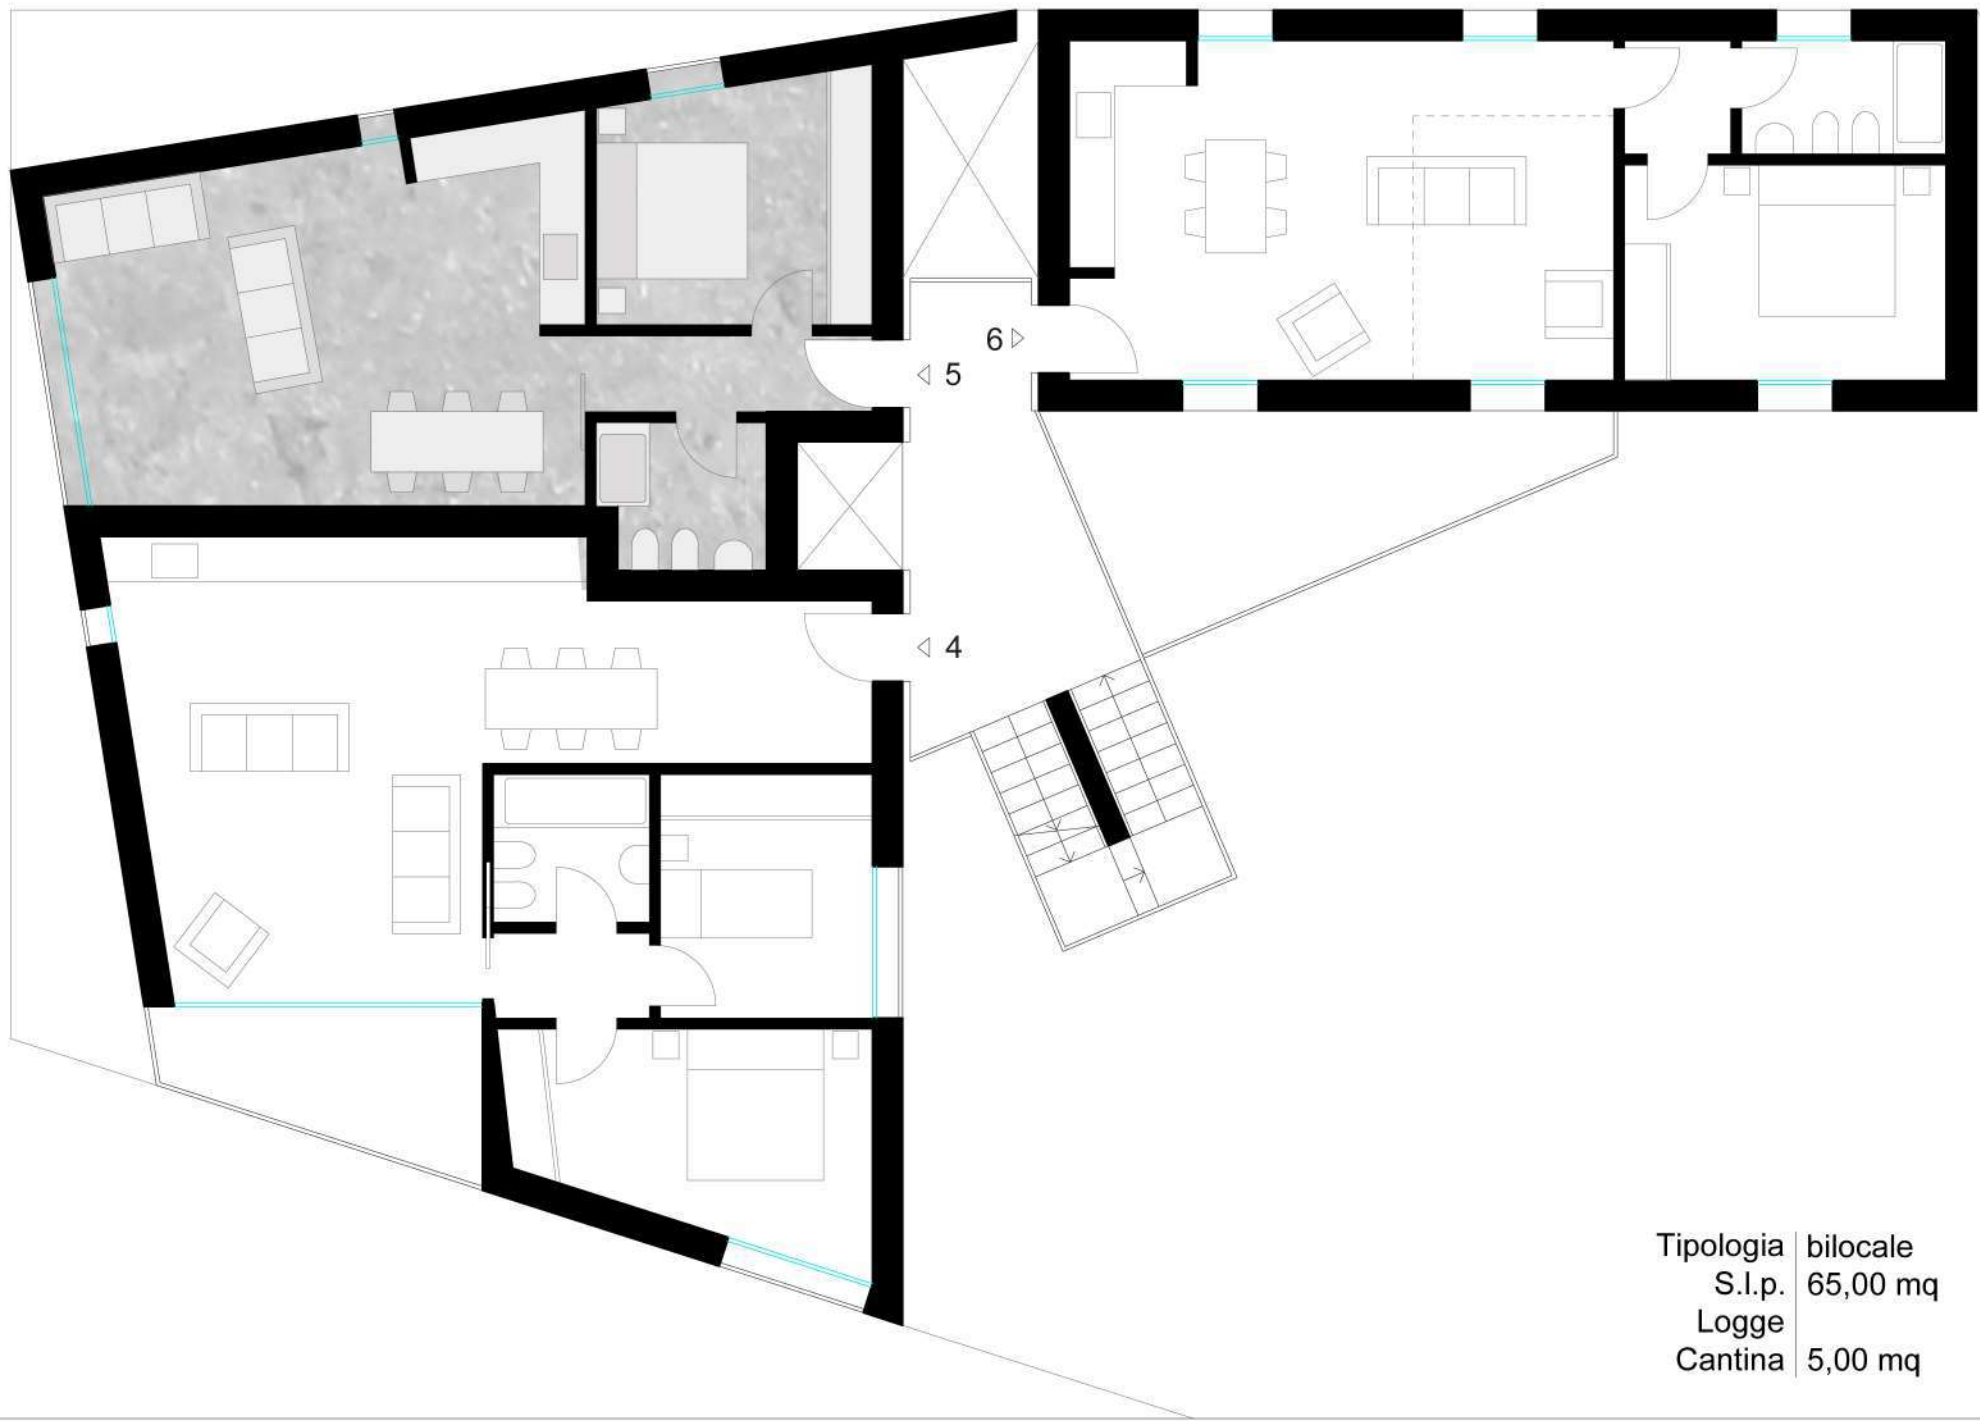 6
5
4
Tipologia bilocale
S.l.p. 65,00 mq
Logge
Cantina 5,00 mq